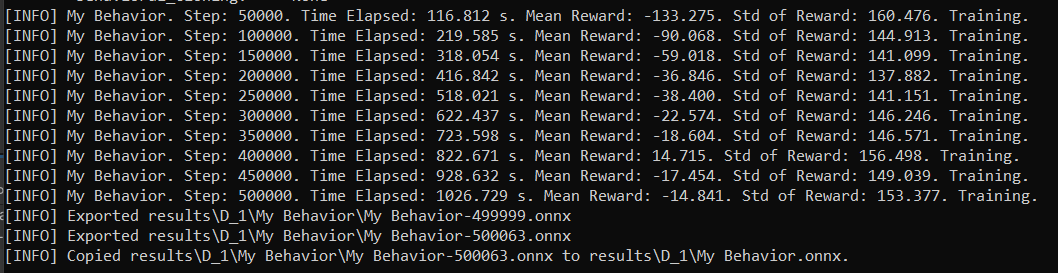 [INFO] My Behavior. Step: 50000. Time Elapsed: 116.812 s. Mean Reward: -133.275. Std of Reward: 160.476. Training.
[INFO] My Behavior. Step: 100000. Time Elapsed: 219.585 s. Mean Reward: -90.068. Std of Reward: 144.913. Training.
[INFO] My Behavior. Step: 150000. Time Elapsed: 318.054 s. Mean Reward: -59.018. Std of Reward: 141.099. Training.
[INFO] My Behavior. Step: 200000. Time Elapsed: 416.842 s. Mean Reward: -36.846. Std of Reward: 137.882. Training.
[INFO] My Behavior. Step: 250000. Time Elapsed: 518.021 s. Mean Reward: -38.400. Std of Reward: 141.151. Training.
[INFO] My Behavior. Step: 300000. Time Elapsed: 622.437 s. Mean Reward: -22.574. Std of Reward: 146.246. Training.
[INFO] My Behavior. Step: 350000. Time Elapsed: 723.598 s. Mean Reward: -18.604. Std of Reward: 146.571. Training.
[INFO] My Behavior. Step: 400000. Time Elapsed: 822.671 s. Mean Reward: 14.715. Std of Reward: 156.498. Training.
[INFO] My Behavior. Step: 450000. Time Elapsed: 928.632 s. Mean Reward: -17.454. Std of Reward: 149.039. Training.
[INFO] My Behavior. Step: 500000. Time Elapsed: 1026.729 s. Mean Reward: -14.841. Std of Reward: 153.377. Training.
[INFO] Exported results\D_1\My Behavior\My Behavior-499999.onnx
[INFO] Exported results\D_1\My Behavior\My Behavior-500063.onnx
[INFO] Copied results\D_1\My Behavior\My Behavior-500063.onnx to results\D_1\My Behavior.onnx.